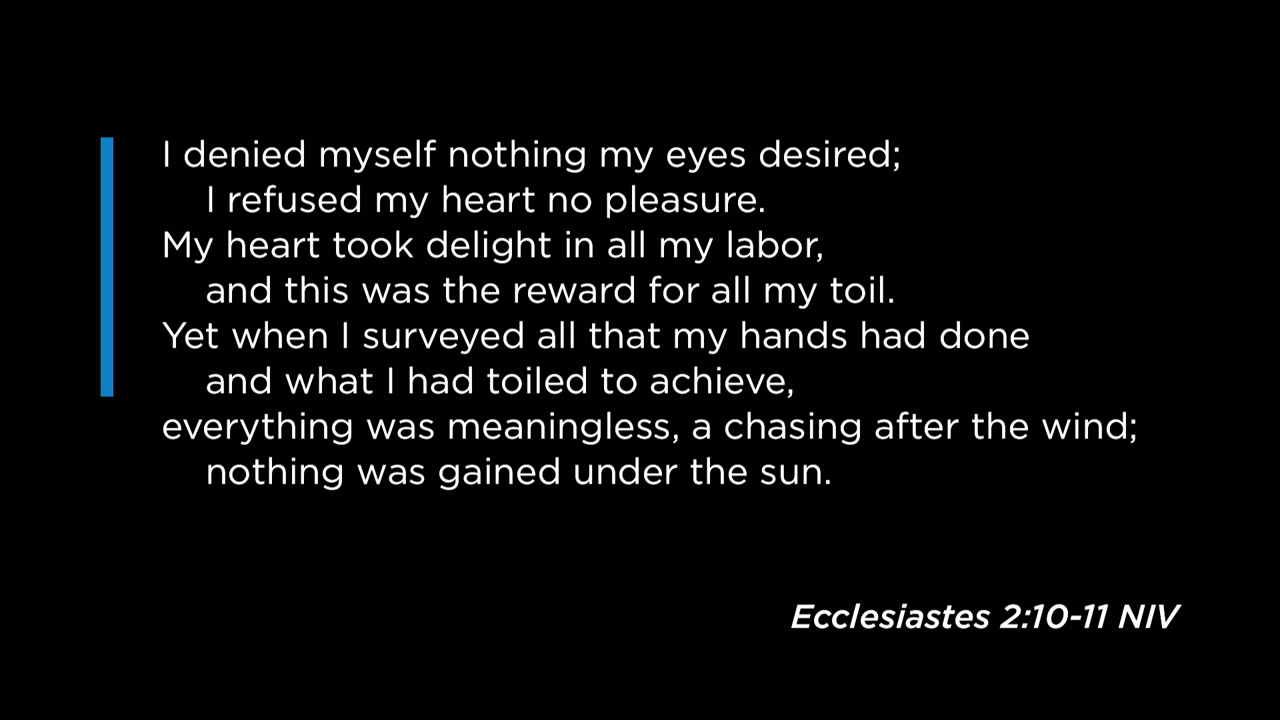 I denied myself nothing my eyes desired;
I refused my heart no pleasure.
My heart took delight in all my labor,
and this was the reward for all my toil.
Yet when I surveyed all that my hands had done
and what I had toiled to achieve,
everything was meaningless, a chasing after the wind;
nothing was gained under the sun.
Ecclesiastes 2:10-11 NIV